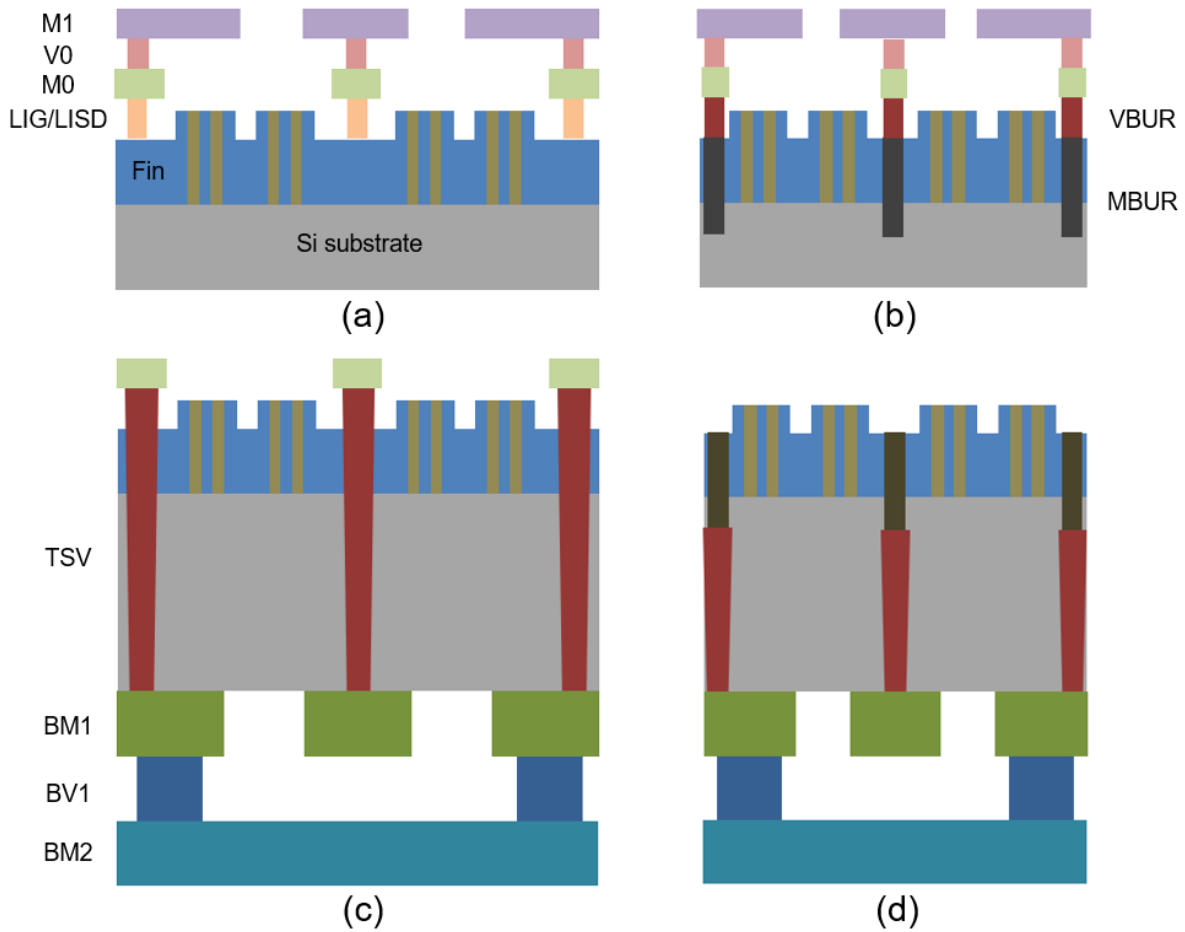 M1
V0
M0
LIG/LISD
Fin
Si substrate
(a)
VBUR
MBUR
(b)
TSV
BM1
BV1
BM2
(c)
(d)